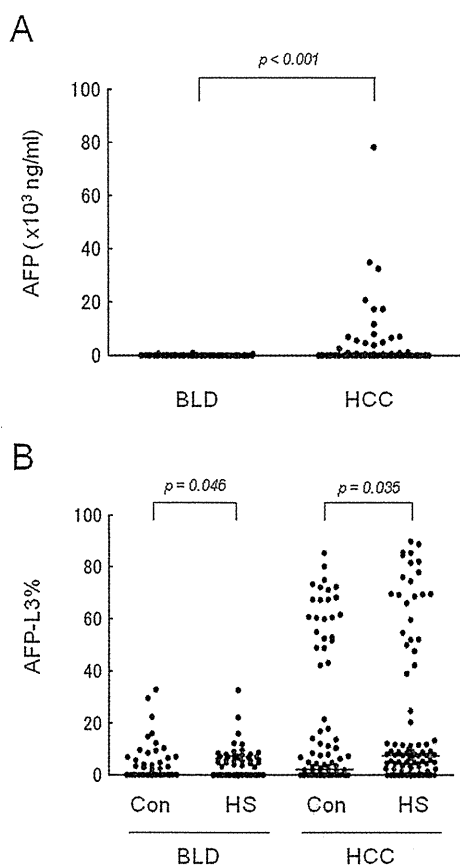 A
p < 0.001
100
80
60
40
20
0
AFP (x10³ ng/ml)
BLD HCC
B
p = 0.046 p = 0.035
100
80
60
40
20
0
AFP-L3%
Con HS Con HS
BLD HCC